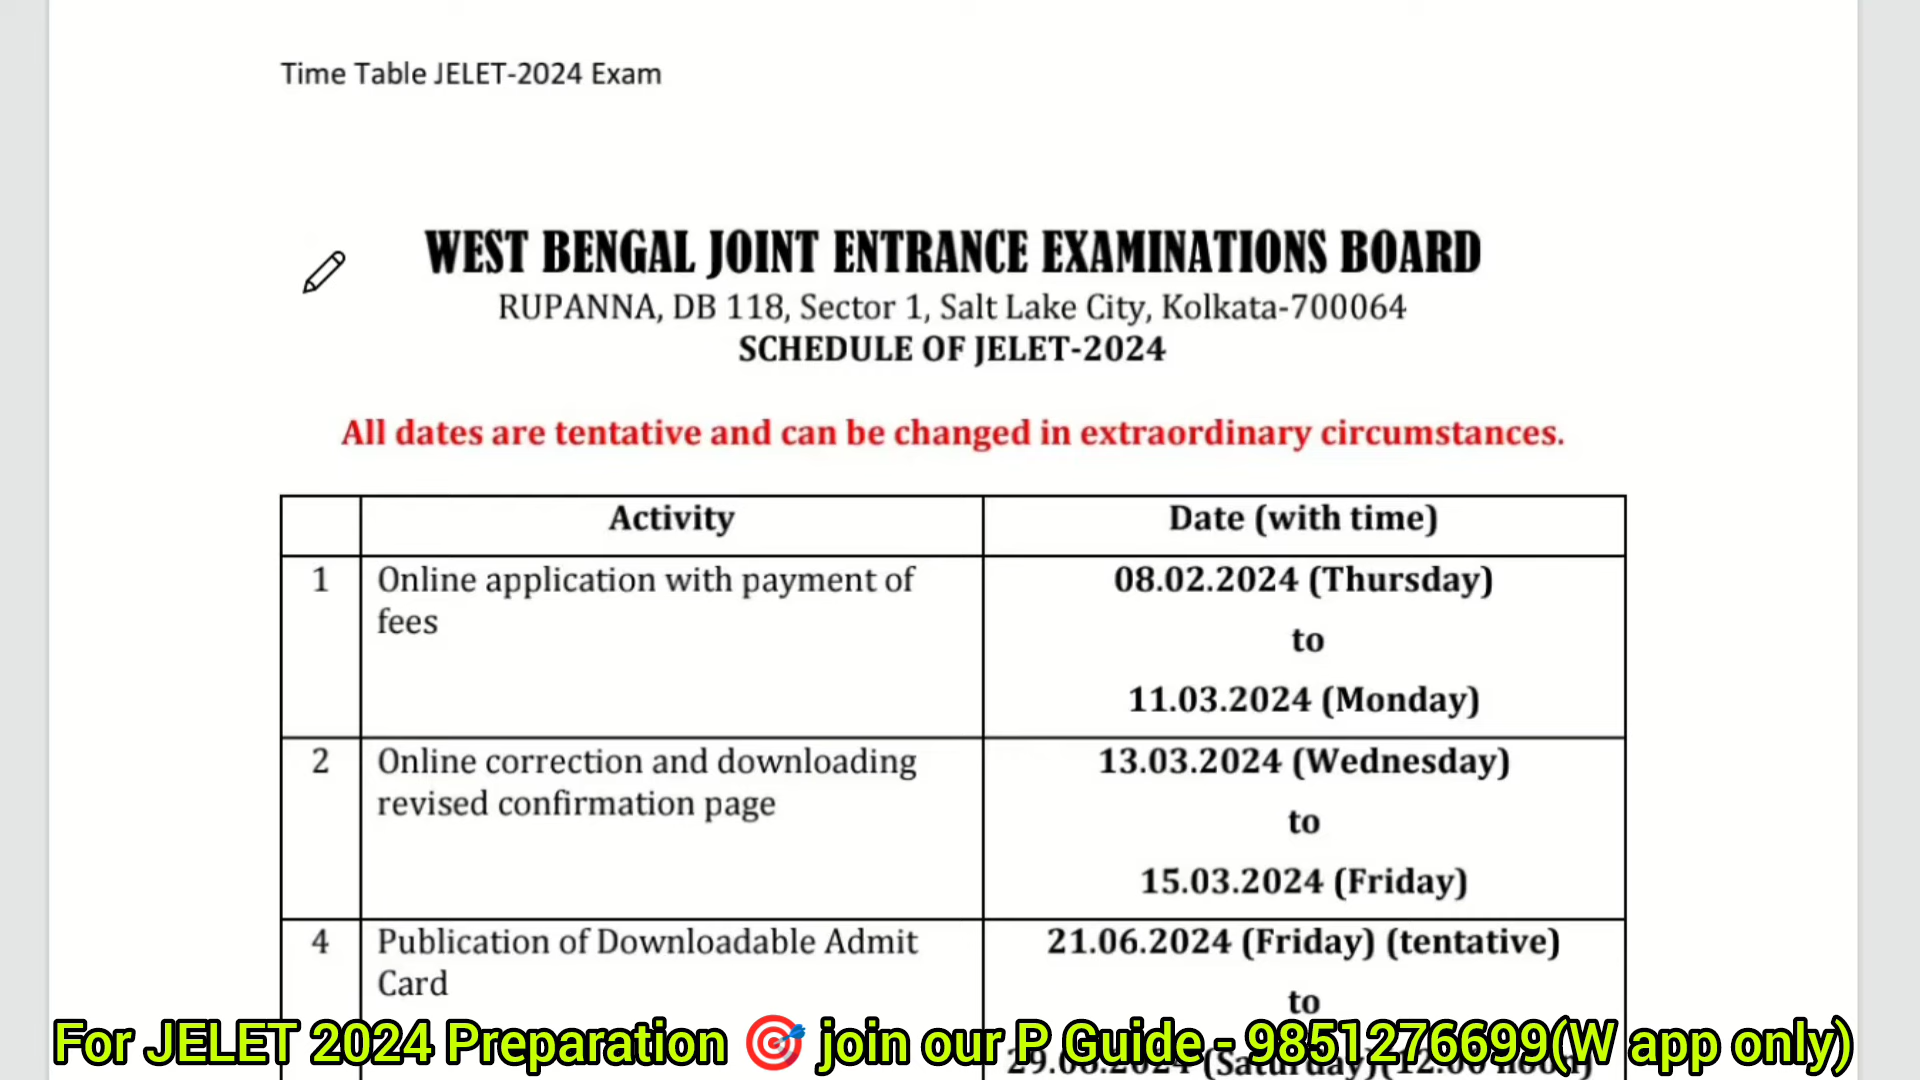 Time Table JELET-2024 Exam
WEST BENGAL JOINT ENTRANCE EXAMINATIONS BOARD
RUPANNA, DB 118, Sector 1, Salt Lake City, Kolkata-700064
SCHEDULE OF JELET-2024
All dates are tentative and can be changed in extraordinary circumstances.
Activity Date (with time)
1 Online application with payment of 08.02.2024 (Thursday)
fees
to
11.03.2024 (Monday)
2 Online correction and downloading 13.03.2024 (Wednesday)
revised confirmation page
to
15.03.2024 (Friday)
4 Publication of Downloadable Admit 21.06.2024 (Friday) (tentative)
Card
to
For JELET 2024 Preparation 🎯 join our P Guide - 9851276699(W app only)
(Saturday)